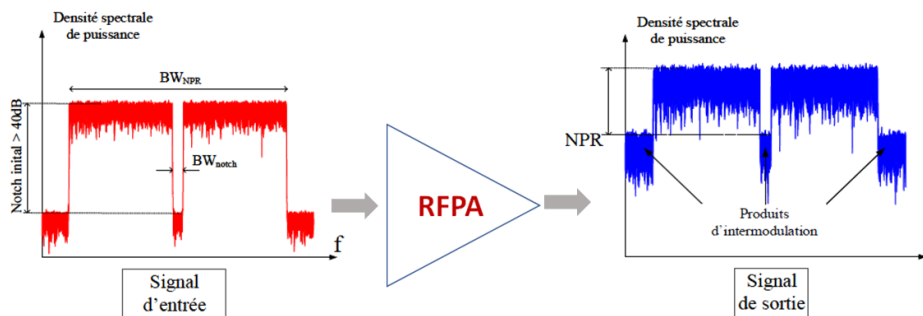 Densité spectrale
de puissance
BW_NPR
Notch inital > 40dB
BW_notch
f
Signal
d'entrée
RFPA
Densité spectrale
de puissance
NPR
Produits
d'intermodulation
Signal
de sortie